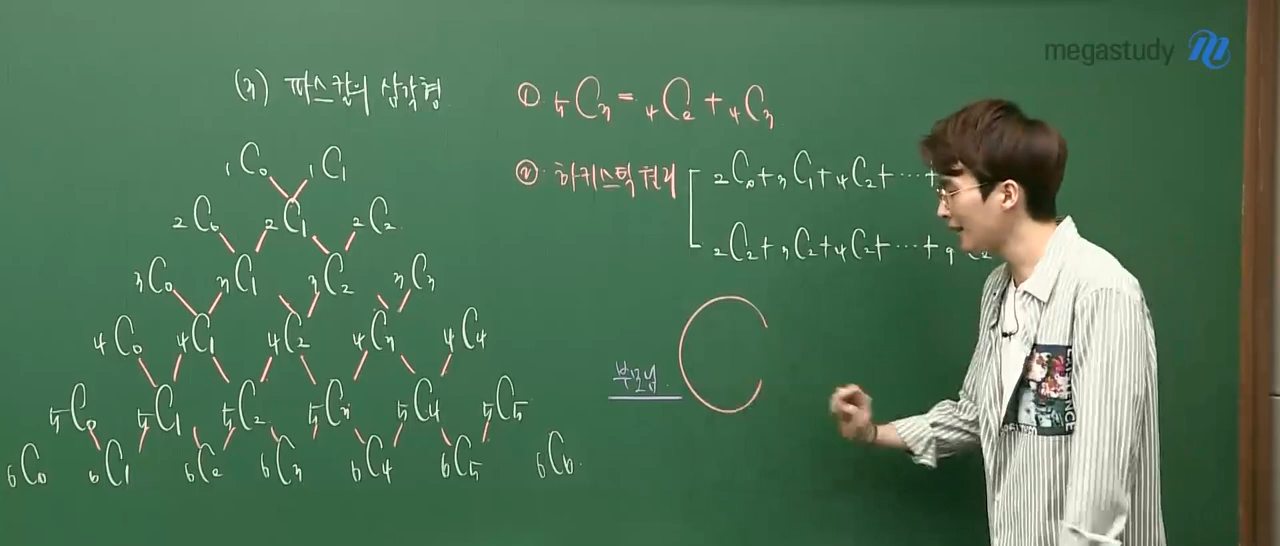 megastudy
(3) 파스칼의 삼각형
₁C₀ ₁C₁
₂C₀ ₂C₁ ₂C₂
₃C₀ ₃C₁ ₃C₂ ₃C₃
₄C₀ ₄C₁ ₄C₂ ₄C₃ ₄C₄
₅C₀ ₅C₁ ₅C₂ ₅C₃ ₅C₄ ₅C₅
₆C₀ ₆C₁ ₆C₂ ₆C₃ ₆C₄ ₆C₅ ₆C₆
① ₅C₃ = ₄C₂ + ₄C₃
② 하키스틱 원리
₂C₀ + ₃C₁ + ₄C₂ + ⋯ +
₂C₂ + ₃C₂ + ₄C₂ + ⋯ + ₉C₂
부모님
C